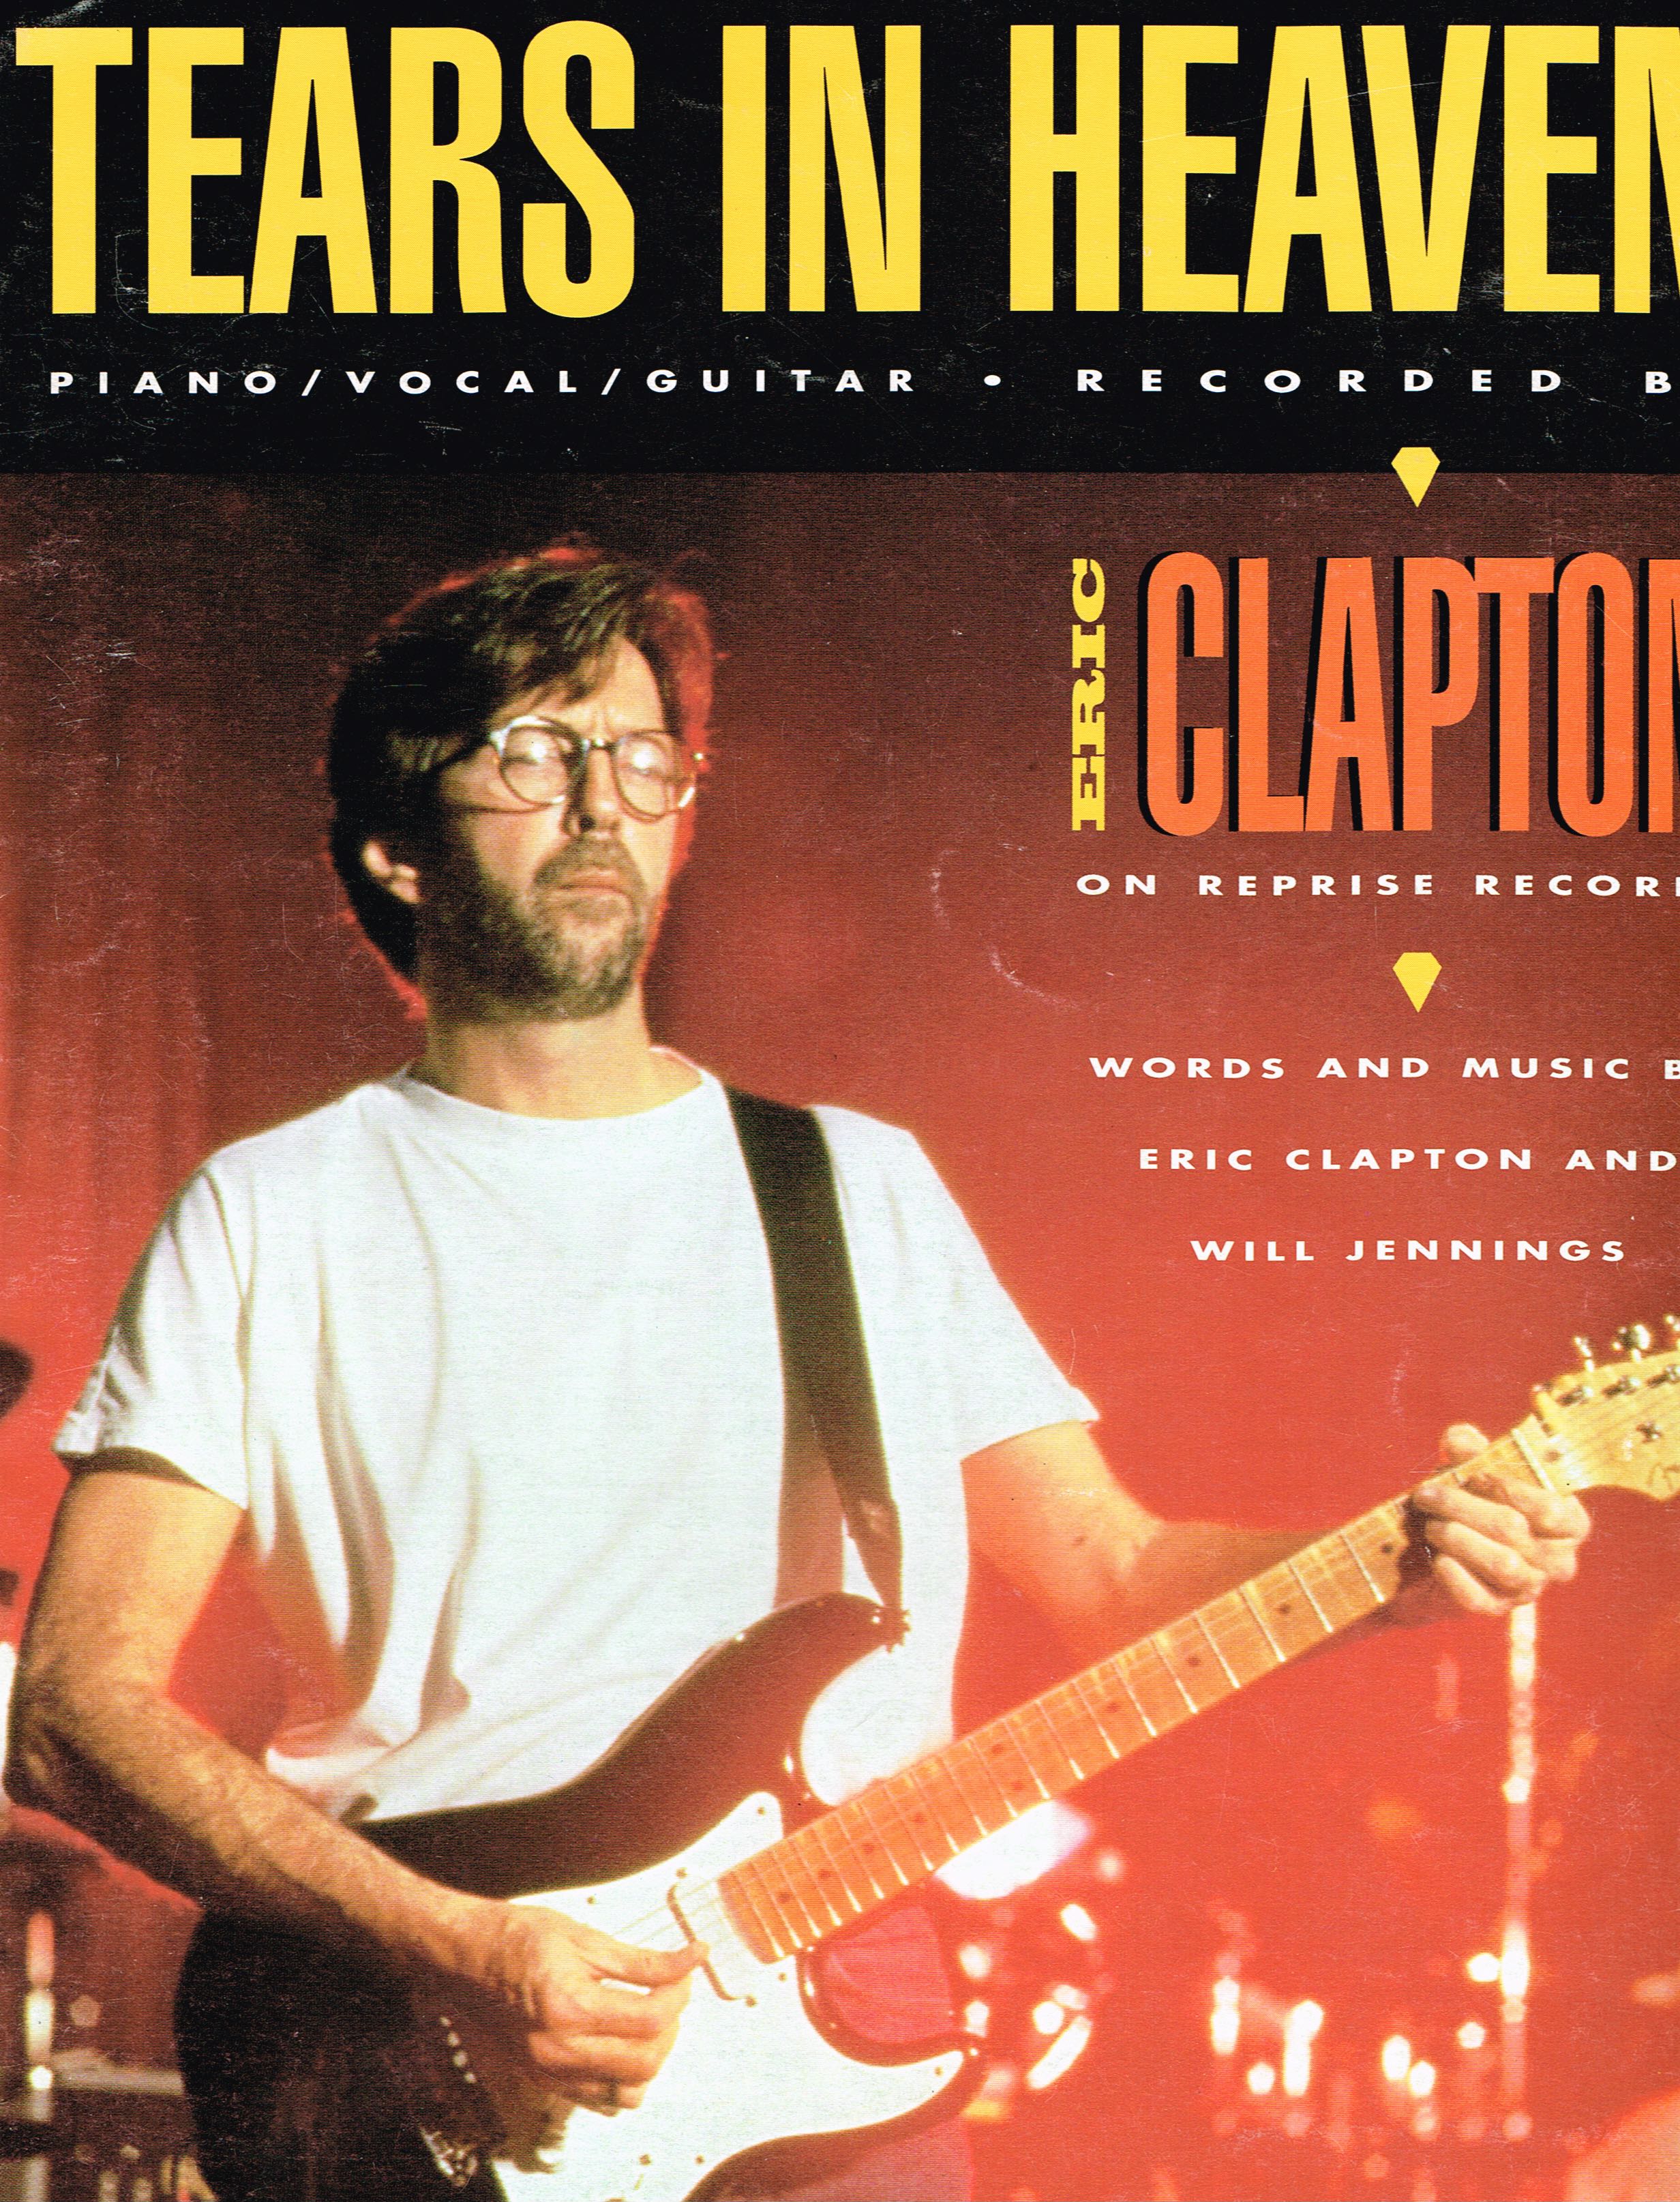 TEARS IN HEAVEN
PIANO/VOCAL/GUITAR • RECORDED B
ERIC CLAPTON
ON REPRISE RECOR
WORDS AND MUSIC B
ERIC CLAPTON AND
WILL JENNINGS